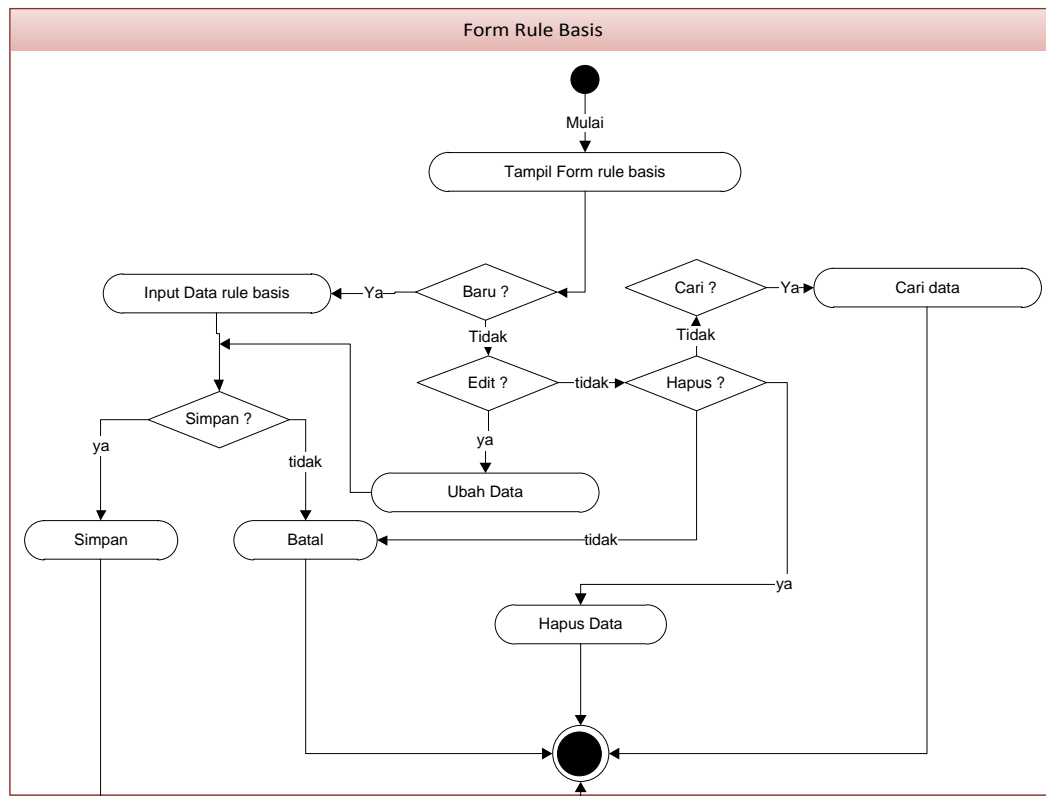 Form Rule Basis
Mulai
Tampil Form rule basis
Input Data rule basis
Ya
Baru ?
Cari ?
Ya
Cari data
Tidak
Tidak
Edit ?
tidak
Hapus ?
Simpan ?
ya
tidak
ya
Ubah Data
Simpan
Batal
tidak
ya
Hapus Data